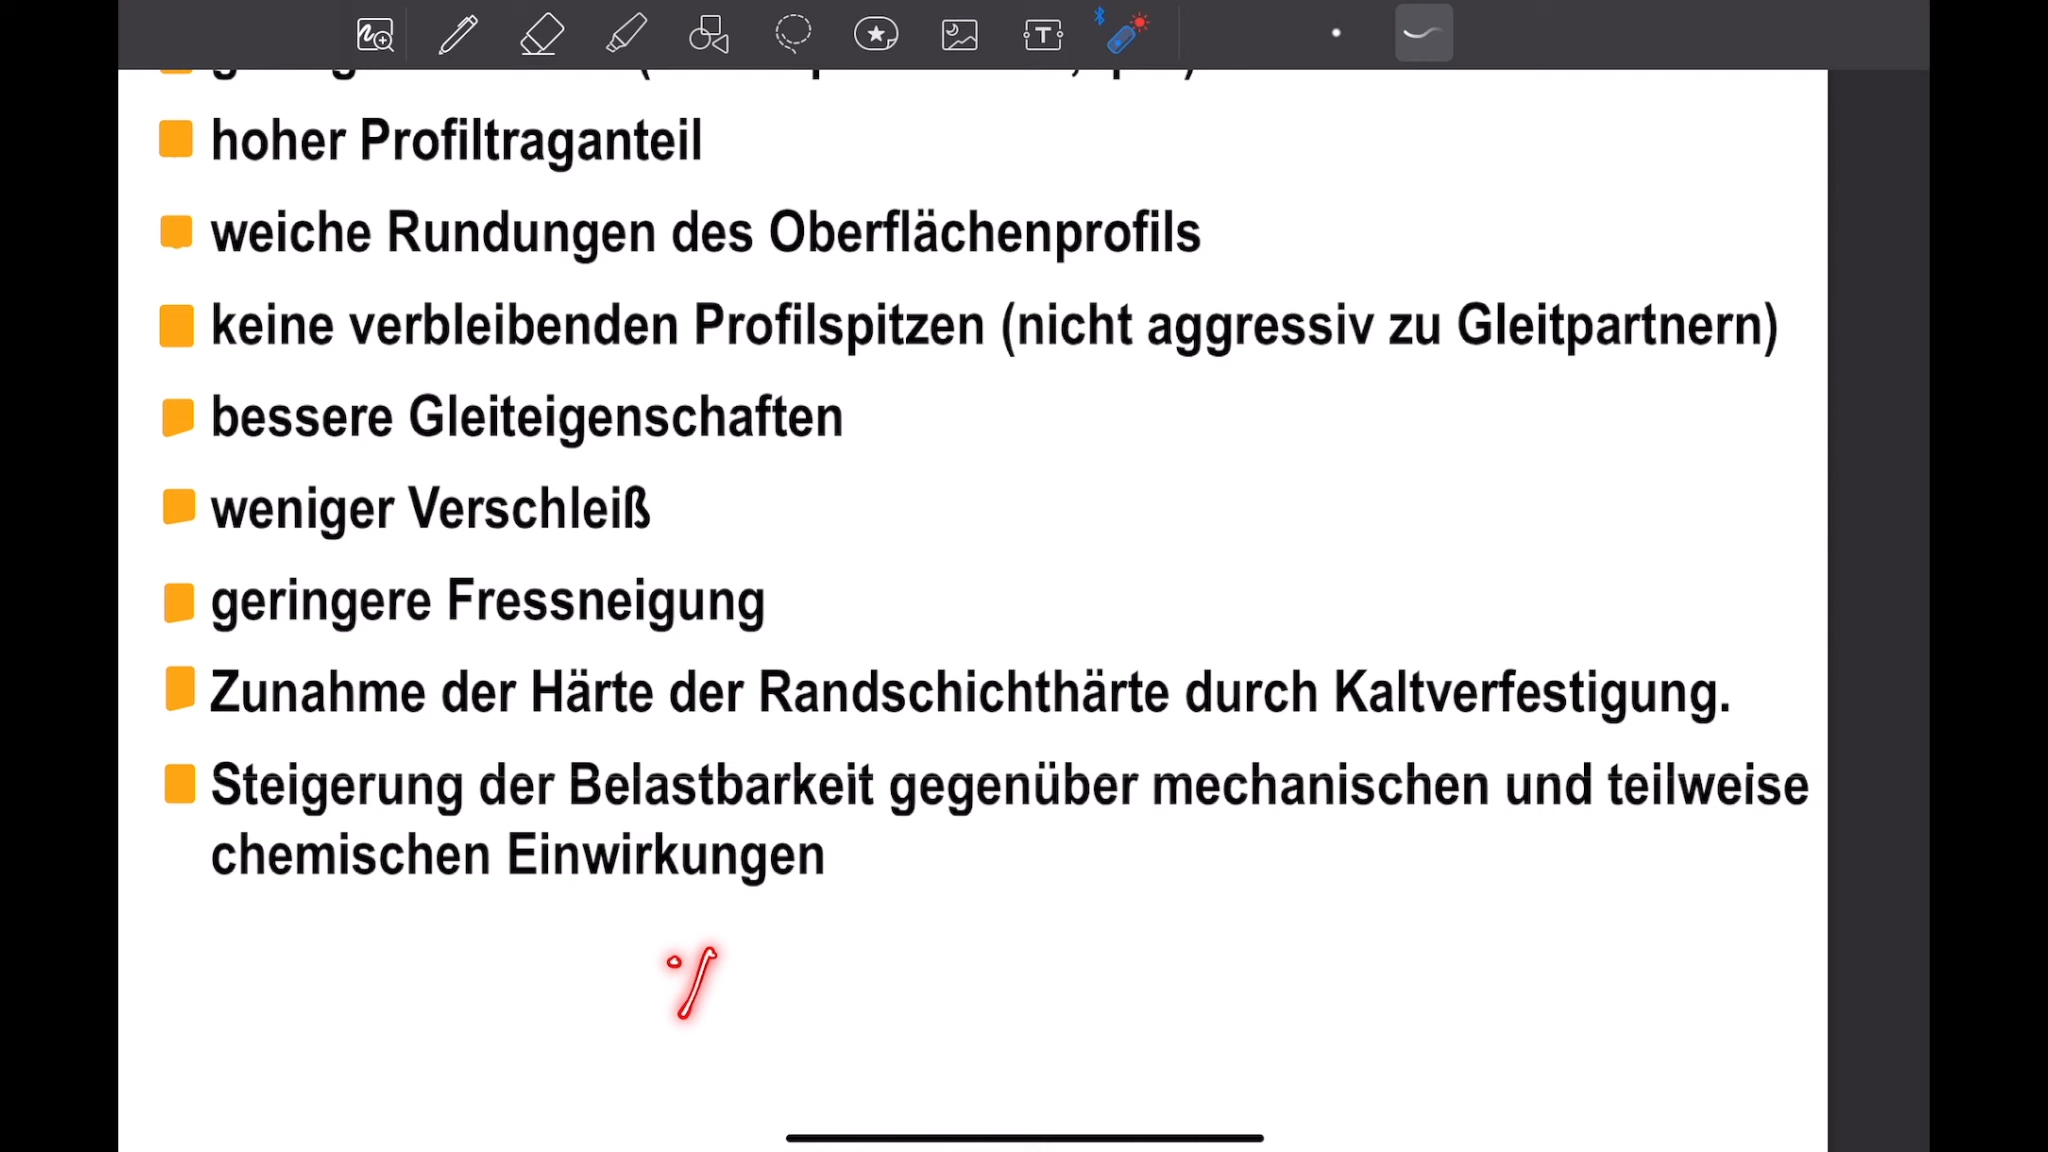 hoher Profiltraganteil
weiche Rundungen des Oberflächenprofils
keine verbleibenden Profilspitzen (nicht aggressiv zu Gleitpartnern)
bessere Gleiteigenschaften
weniger Verschleiß
geringere Fressneigung
Zunahme der Härte der Randschichthärte durch Kaltverfestigung.
Steigerung der Belastbarkeit gegenüber mechanischen und teilweise
chemischen Einwirkungen